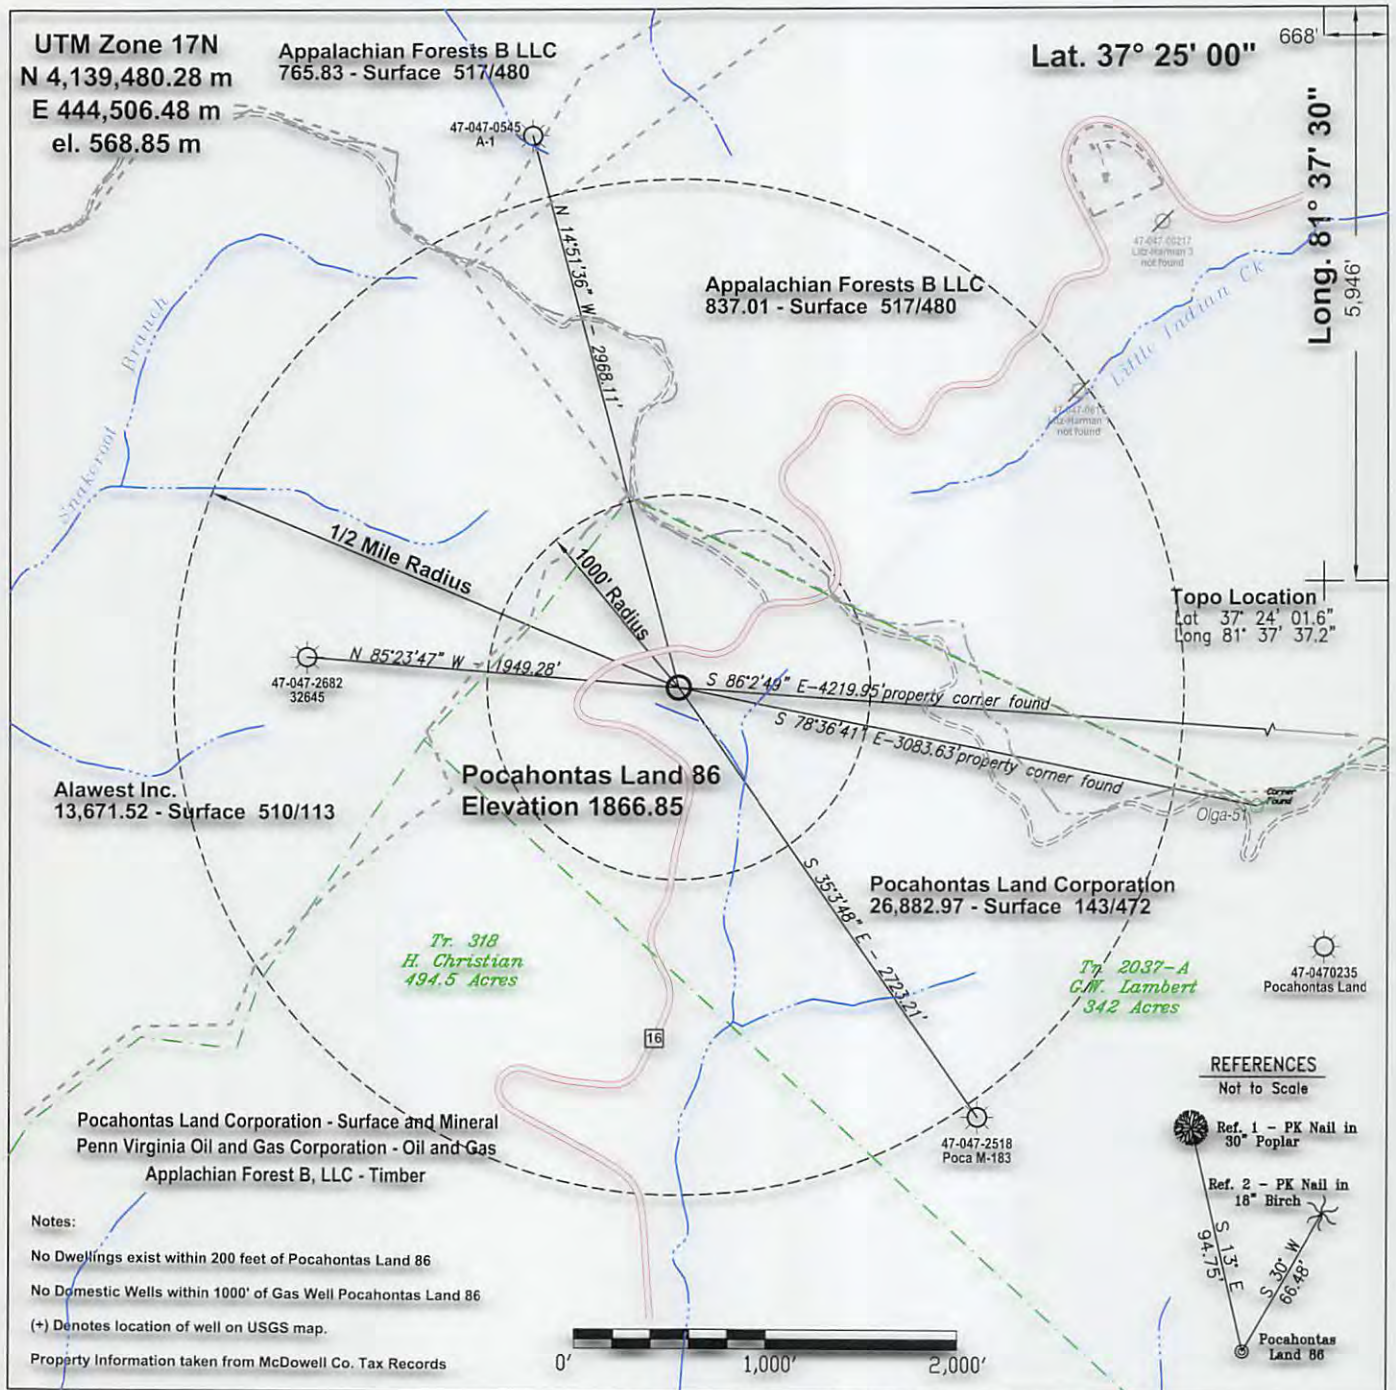 UTM Zone 17N
N 4,139,480.28 m
E 444,506.48 m
el. 568.85 m
Appalachian Forests B LLC
765.83 - Surface 517/480
47-047-0545
A-1
Lat. 37° 25' 00"
668'
Long. 81° 37' 30"
5,946'
47-047-00217
Litz-Harman 3
not found
Appalachian Forests B LLC
837.01 - Surface 517/480
Little Indian Ck
N 14°51'36" W - 2968.11'
Snakeroot Branch
not found
1/2 Mile Radius
1000' Radius
Topo Location
Lat 37° 24' 01.6"
Long 81° 37' 37.2"
N 85°23'47" W - 1949.28'
47-047-2682
32645
S 86°2'49" E-4219.95' property corner found
S 78°36'41" E-3083.63' property corner found
Corner
Found
Olga-51
Pocahontas Land 86
Elevation 1866.85
Alawest Inc.
13,671.52 - Surface 510/113
Pocahontas Land Corporation
26,882.97 - Surface 143/472
S 35°3'48" E - 2723.21'
Tr. 318
H. Christian
494.5 Acres
Tr. 2037-A
G.W. Lambert
342 Acres
47-0470235
Pocahontas Land
16
47-047-2518
Poca M-183
REFERENCES
Not to Scale
Ref. 1 - PK Nail in
30" Poplar
Ref. 2 - PK Nail in
18" Birch
S 13° E
94.75'
S 30° W
66.48'
Pocahontas
Land 86
Pocahontas Land Corporation - Surface and Mineral
Penn Virginia Oil and Gas Corporation - Oil and Gas
Applachian Forest B, LLC - Timber
Notes:
No Dwellings exist within 200 feet of Pocahontas Land 86
No Domestic Wells within 1000' of Gas Well Pocahontas Land 86
(+) Denotes location of well on USGS map.
Property Information taken from McDowell Co. Tax Records
0'
1,000'
2,000'